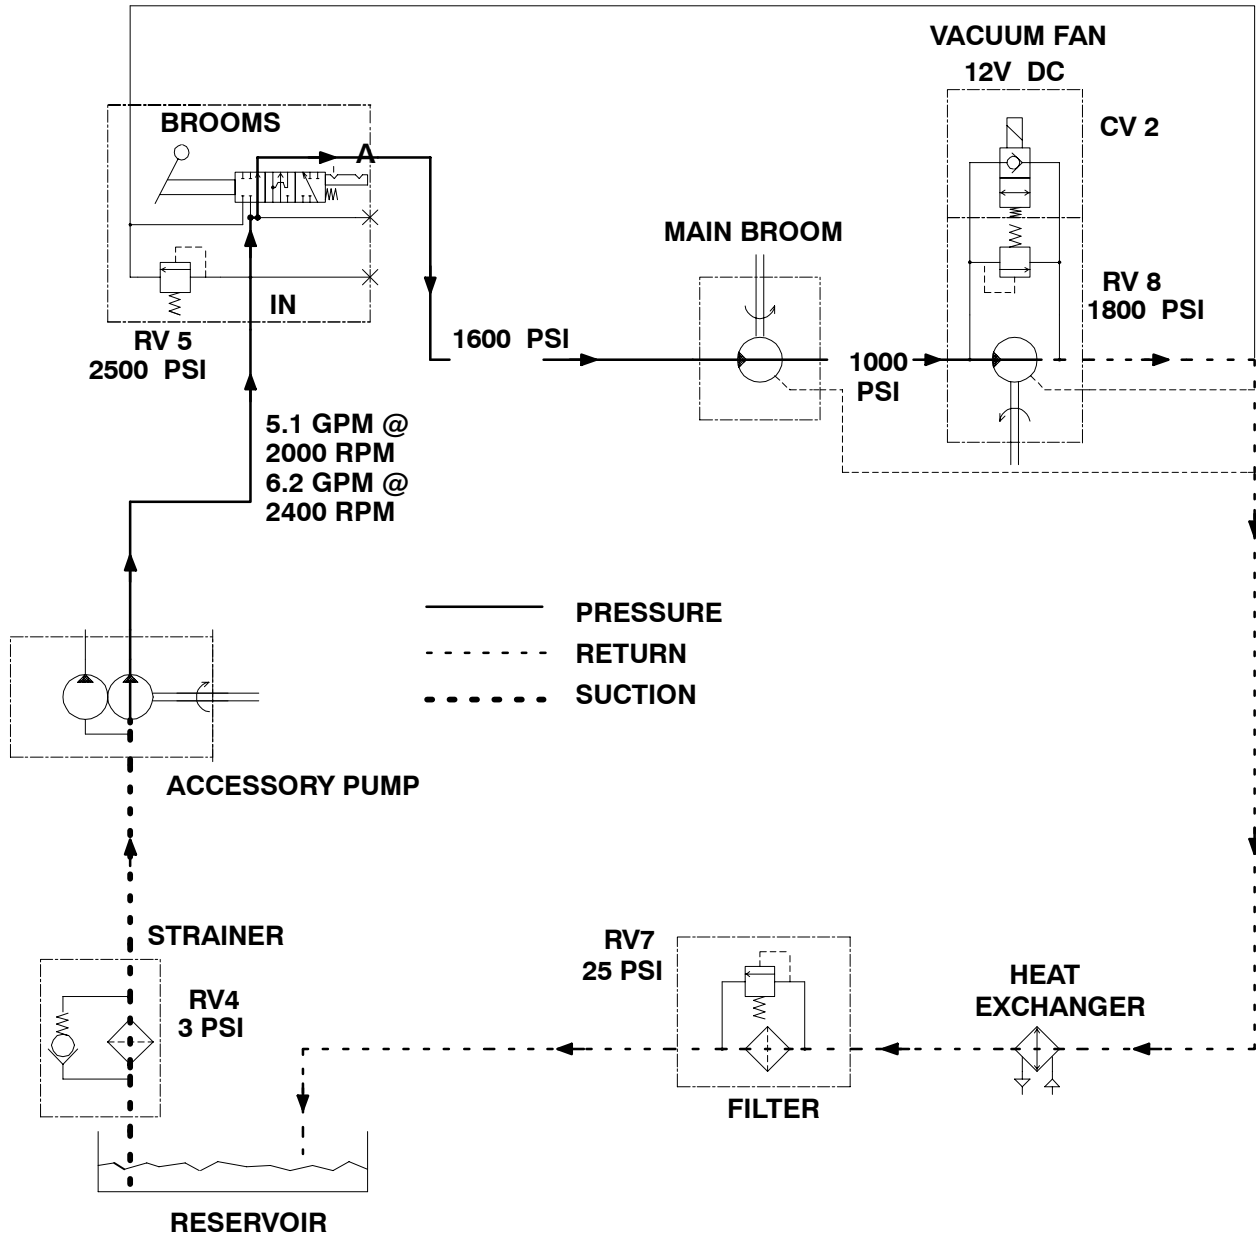 VACUUM FAN
12V DC
BROOMS
A
CV 2
MAIN BROOM
IN
RV 5
2500 PSI
1600 PSI
RV 8
1800 PSI
1000
PSI
5.1 GPM @
2000 RPM
6.2 GPM @
2400 RPM
PRESSURE
RETURN
SUCTION
ACCESSORY PUMP
STRAINER
RV4
3 PSI
RV7
25 PSI
HEAT
EXCHANGER
FILTER
RESERVOIR